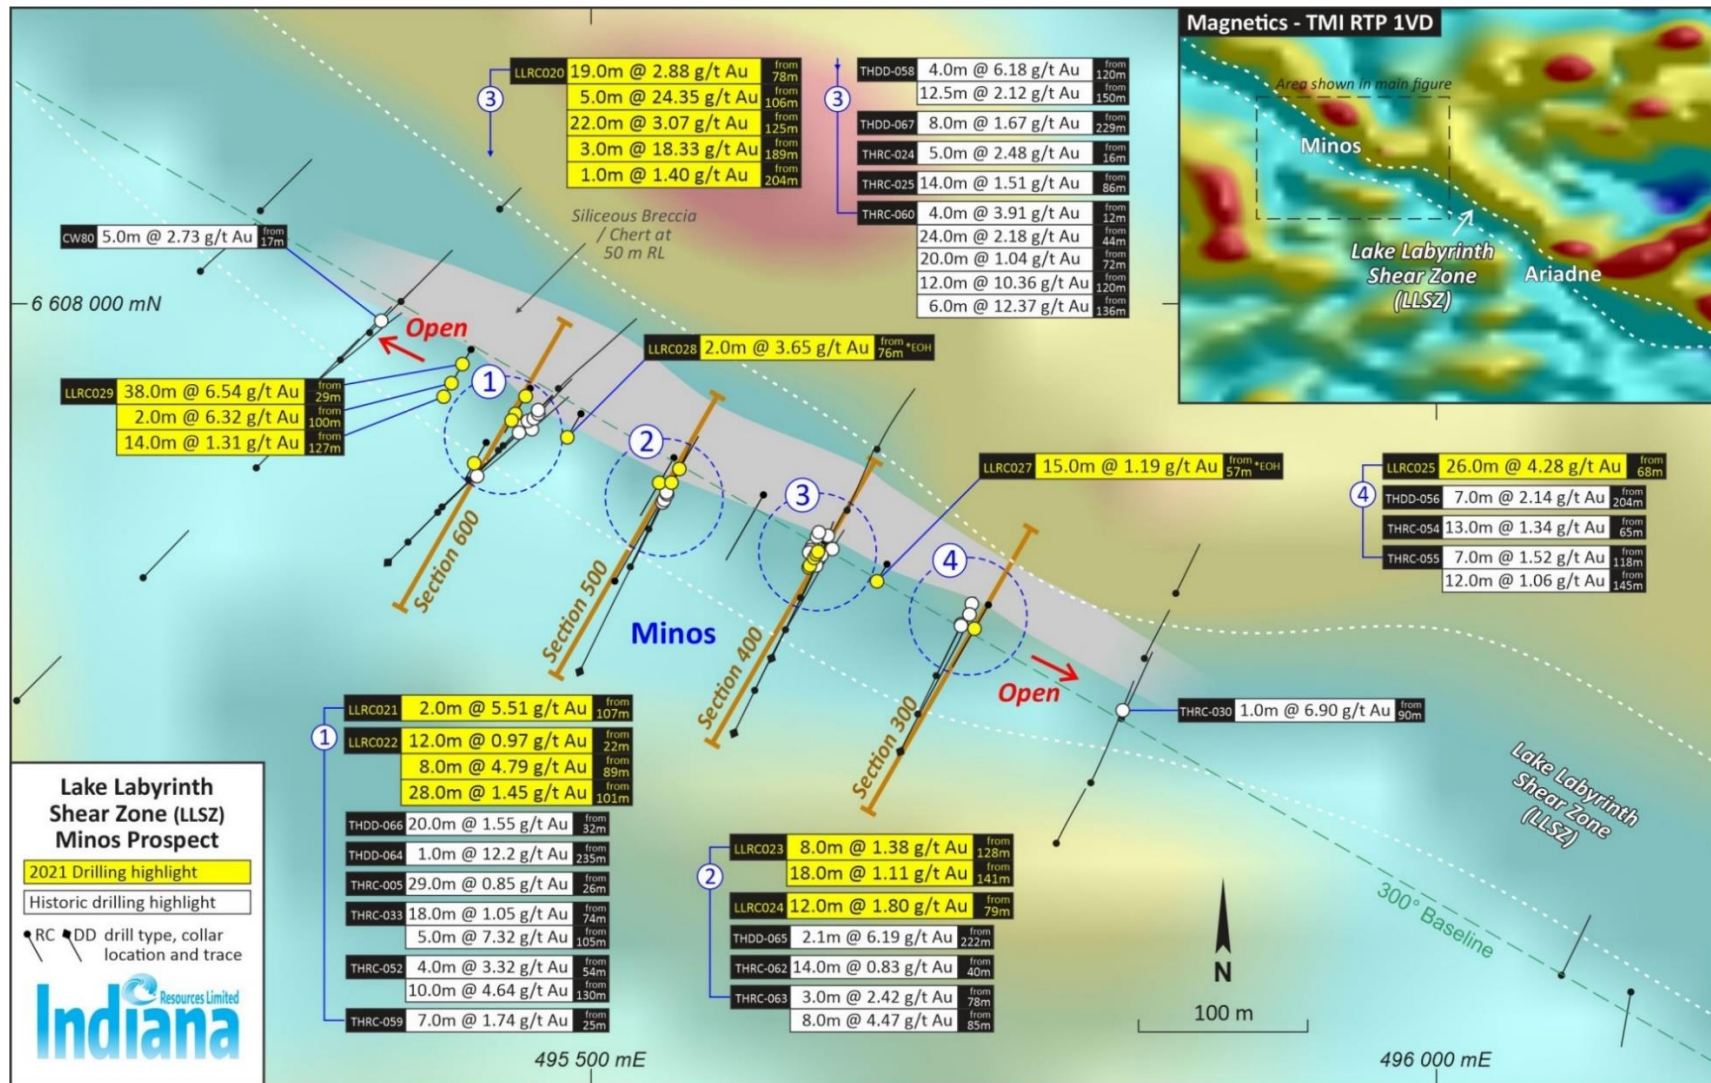 Magnetics - TMI RTP 1VD
Area shown in main figure
Minos
Lake Labyrinth
Shear Zone
(LLSZ)
Ariadne
3
LLRC020 19.0m @ 2.88 g/t Au from 78m
5.0m @ 24.35 g/t Au from 106m
22.0m @ 3.07 g/t Au from 125m
3.0m @ 18.33 g/t Au from 189m
1.0m @ 1.40 g/t Au from 204m
3
THDD-058 4.0m @ 6.18 g/t Au from 120m
12.5m @ 2.12 g/t Au from 150m
THDD-067 8.0m @ 1.67 g/t Au from 229m
THRC-024 5.0m @ 2.48 g/t Au from 16m
THRC-025 14.0m @ 1.51 g/t Au from 86m
THRC-060 4.0m @ 3.91 g/t Au from 12m
24.0m @ 2.18 g/t Au from 44m
20.0m @ 1.04 g/t Au from 72m
12.0m @ 10.36 g/t Au from 120m
6.0m @ 12.37 g/t Au from 136m
Siliceous Breccia
/ Chert at
50 m RL
CW80 5.0m @ 2.73 g/t Au from 17m
6 608 000 mN
Open
LLRC028 2.0m @ 3.65 g/t Au from 76m *EOH
LLRC029 38.0m @ 6.54 g/t Au from 29m
2.0m @ 6.32 g/t Au from 100m
14.0m @ 1.31 g/t Au from 127m
1
2
3
4
LLRC027 15.0m @ 1.19 g/t Au from 57m *EOH
4
LLRC025 26.0m @ 4.28 g/t Au from 68m
THDD-056 7.0m @ 2.14 g/t Au from 204m
THRC-054 13.0m @ 1.34 g/t Au from 65m
THRC-055 7.0m @ 1.52 g/t Au from 118m
12.0m @ 1.06 g/t Au from 145m
Section 600
Section 500
Section 400
Section 300
Minos
Open
THRC-030 1.0m @ 6.90 g/t Au from 90m
Lake Labyrinth
Shear Zone
(LLSZ)
300° Baseline
1
LLRC021 2.0m @ 5.51 g/t Au from 107m
LLRC022 12.0m @ 0.97 g/t Au from 22m
8.0m @ 4.79 g/t Au from 89m
28.0m @ 1.45 g/t Au from 101m
THDD-066 20.0m @ 1.55 g/t Au from 32m
THDD-064 1.0m @ 12.2 g/t Au from 235m
THRC-005 29.0m @ 0.85 g/t Au from 26m
THRC-033 18.0m @ 1.05 g/t Au from 74m
5.0m @ 7.32 g/t Au from 105m
THRC-052 4.0m @ 3.32 g/t Au from 54m
10.0m @ 4.64 g/t Au from 130m
THRC-059 7.0m @ 1.74 g/t Au from 25m
2
LLRC023 8.0m @ 1.38 g/t Au from 128m
18.0m @ 1.11 g/t Au from 141m
LLRC024 12.0m @ 1.80 g/t Au from 79m
THDD-065 2.1m @ 6.19 g/t Au from 222m
THRC-062 14.0m @ 0.83 g/t Au from 40m
THRC-063 3.0m @ 2.42 g/t Au from 78m
8.0m @ 4.47 g/t Au from 85m
Lake Labyrinth
Shear Zone (LLSZ)
Minos Prospect
2021 Drilling highlight
Historic drilling highlight
RC DD drill type, collar
location and trace
Indiana
Resources Limited
N
100 m
495 500 mE
496 000 mE